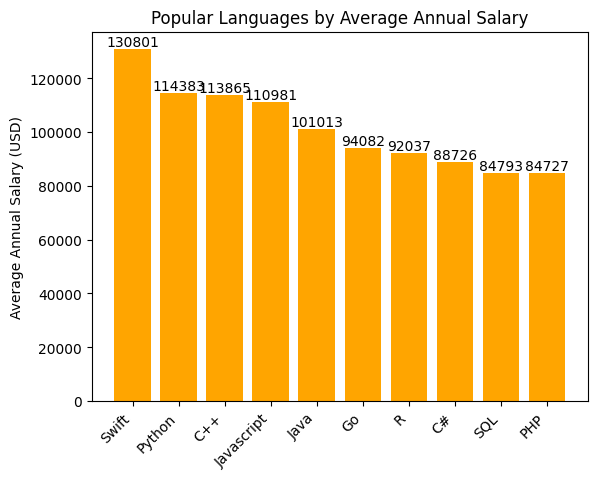 Popular Languages by Average Annual Salary
130801
114383
113865
110981
101013
94082
92037
88726
84793
84727
Average Annual Salary (USD)
120000
100000
80000
60000
40000
20000
0
Swift
Python
C++
Javascript
Java
Go
R
C#
SQL
PHP